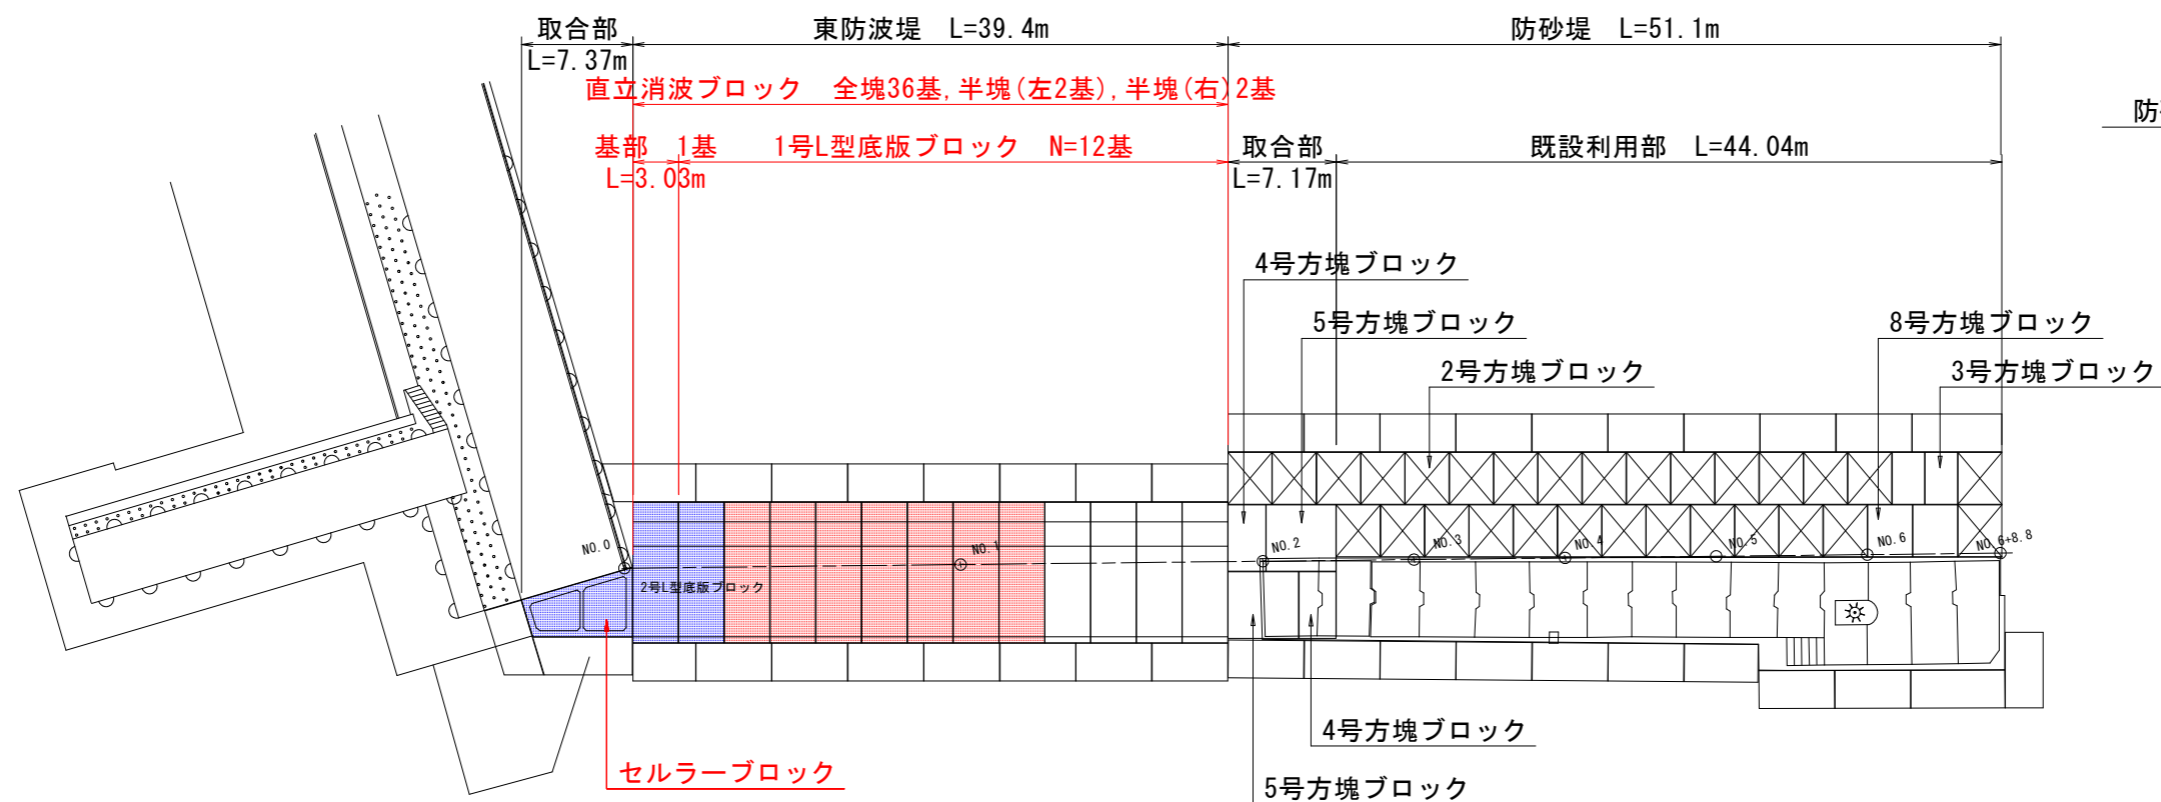 取合部
東防波堤 L=39.4m
防砂堤 L=51.1m
L=7.37m
直立消波ブロック 全塊36基,半塊(左2基),半塊(右)2基
基部 1基
1号L型底版ブロック N=12基
取合部
既設利用部 L=44.04m
L=3.03m
L=7.17m
4号方塊ブロック
5号方塊ブロック
8号方塊ブロック
2号方塊ブロック
3号方塊ブロック
NO.0
NO.1
NO.2
NO.3
NO.4
NO.5
NO.6
NO.6+8.8
2号L型底版ブロック
4号方塊ブロック
セルラーブロック
5号方塊ブロック